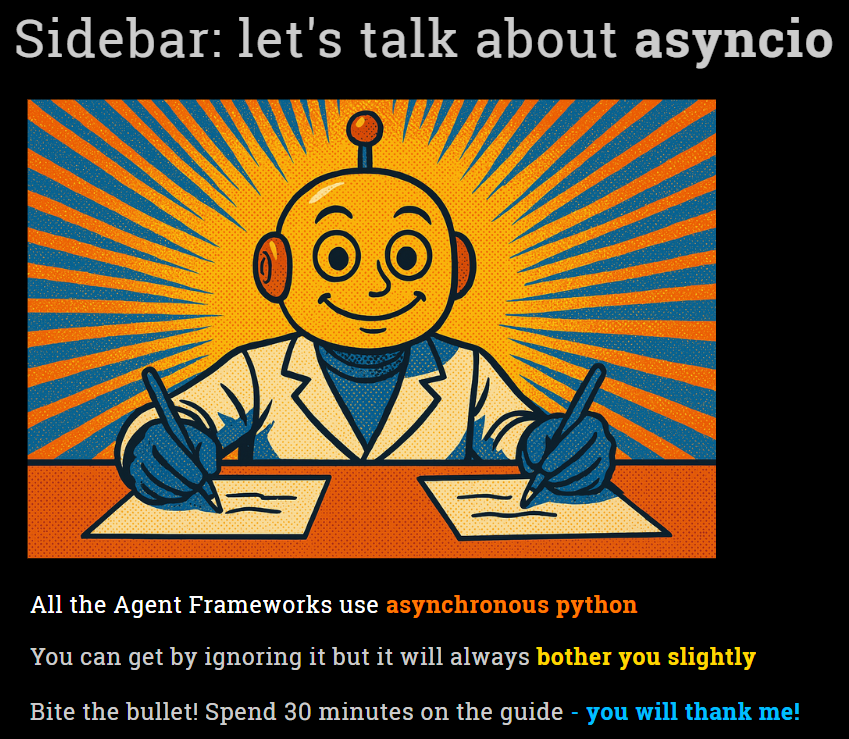 Sidebar: let's talk about asyncio
All the Agent Frameworks use asynchronous python
You can get by ignoring it but it will always bother you slightly
Bite the bullet! Spend 30 minutes on the guide - you will thank me!